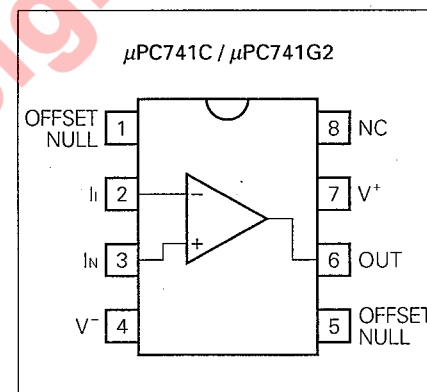 μPC741C / μPC741G2
OFFSET
NULL
1
8
NC
II
2
7
V+
−
IN
3
+
6
OUT
V−
4
5
OFFSET
NULL